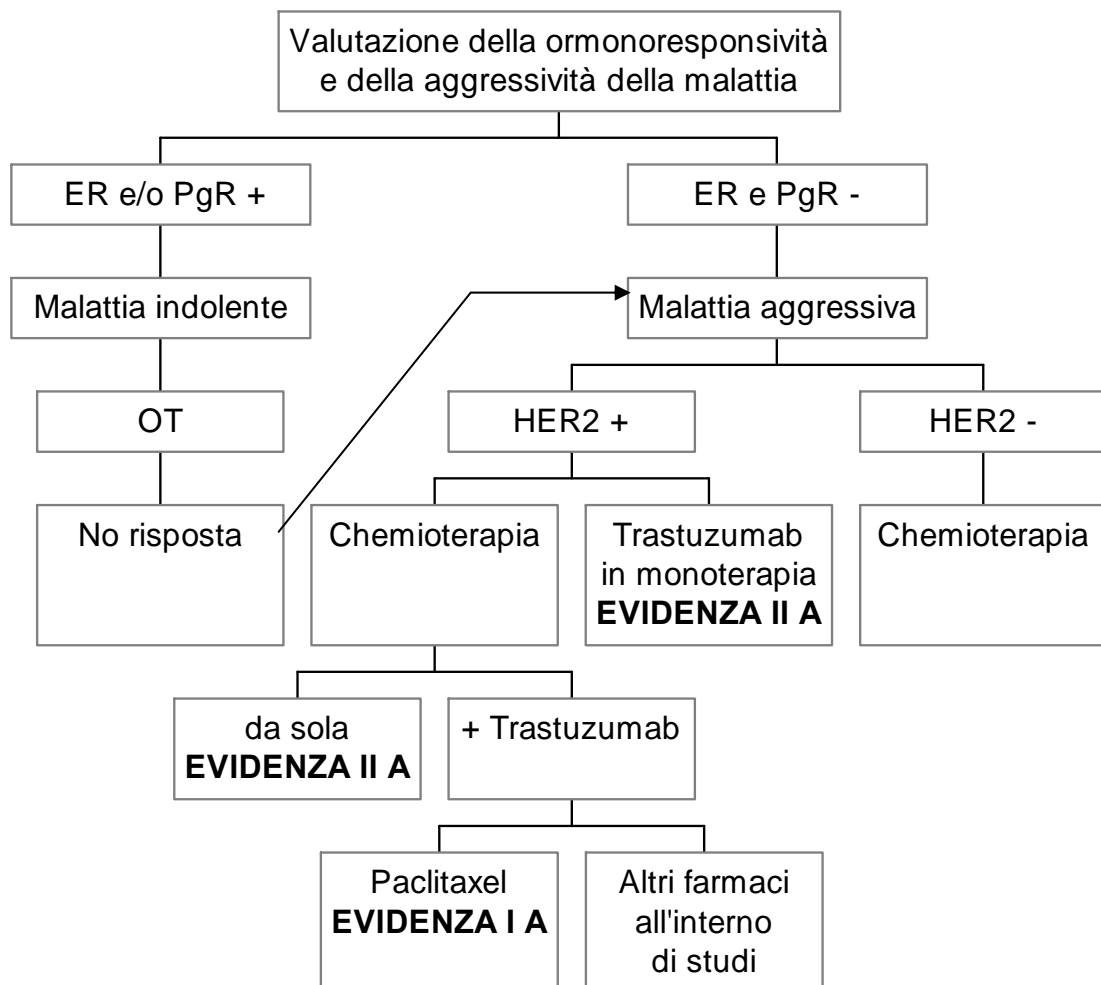 Valutazione della ormonoresponsività
e della aggressività della malattia
ER e/o PgR +
ER e PgR -
Malattia indolente
Malattia aggressiva
OT
HER2 +
HER2 -
No risposta
Chemioterapia
Trastuzumab
in monoterapia
EVIDENZA II A
Chemioterapia
da sola
EVIDENZA II A
+ Trastuzumab
Paclitaxel
EVIDENZA I A
Altri farmaci
all'interno
di studi